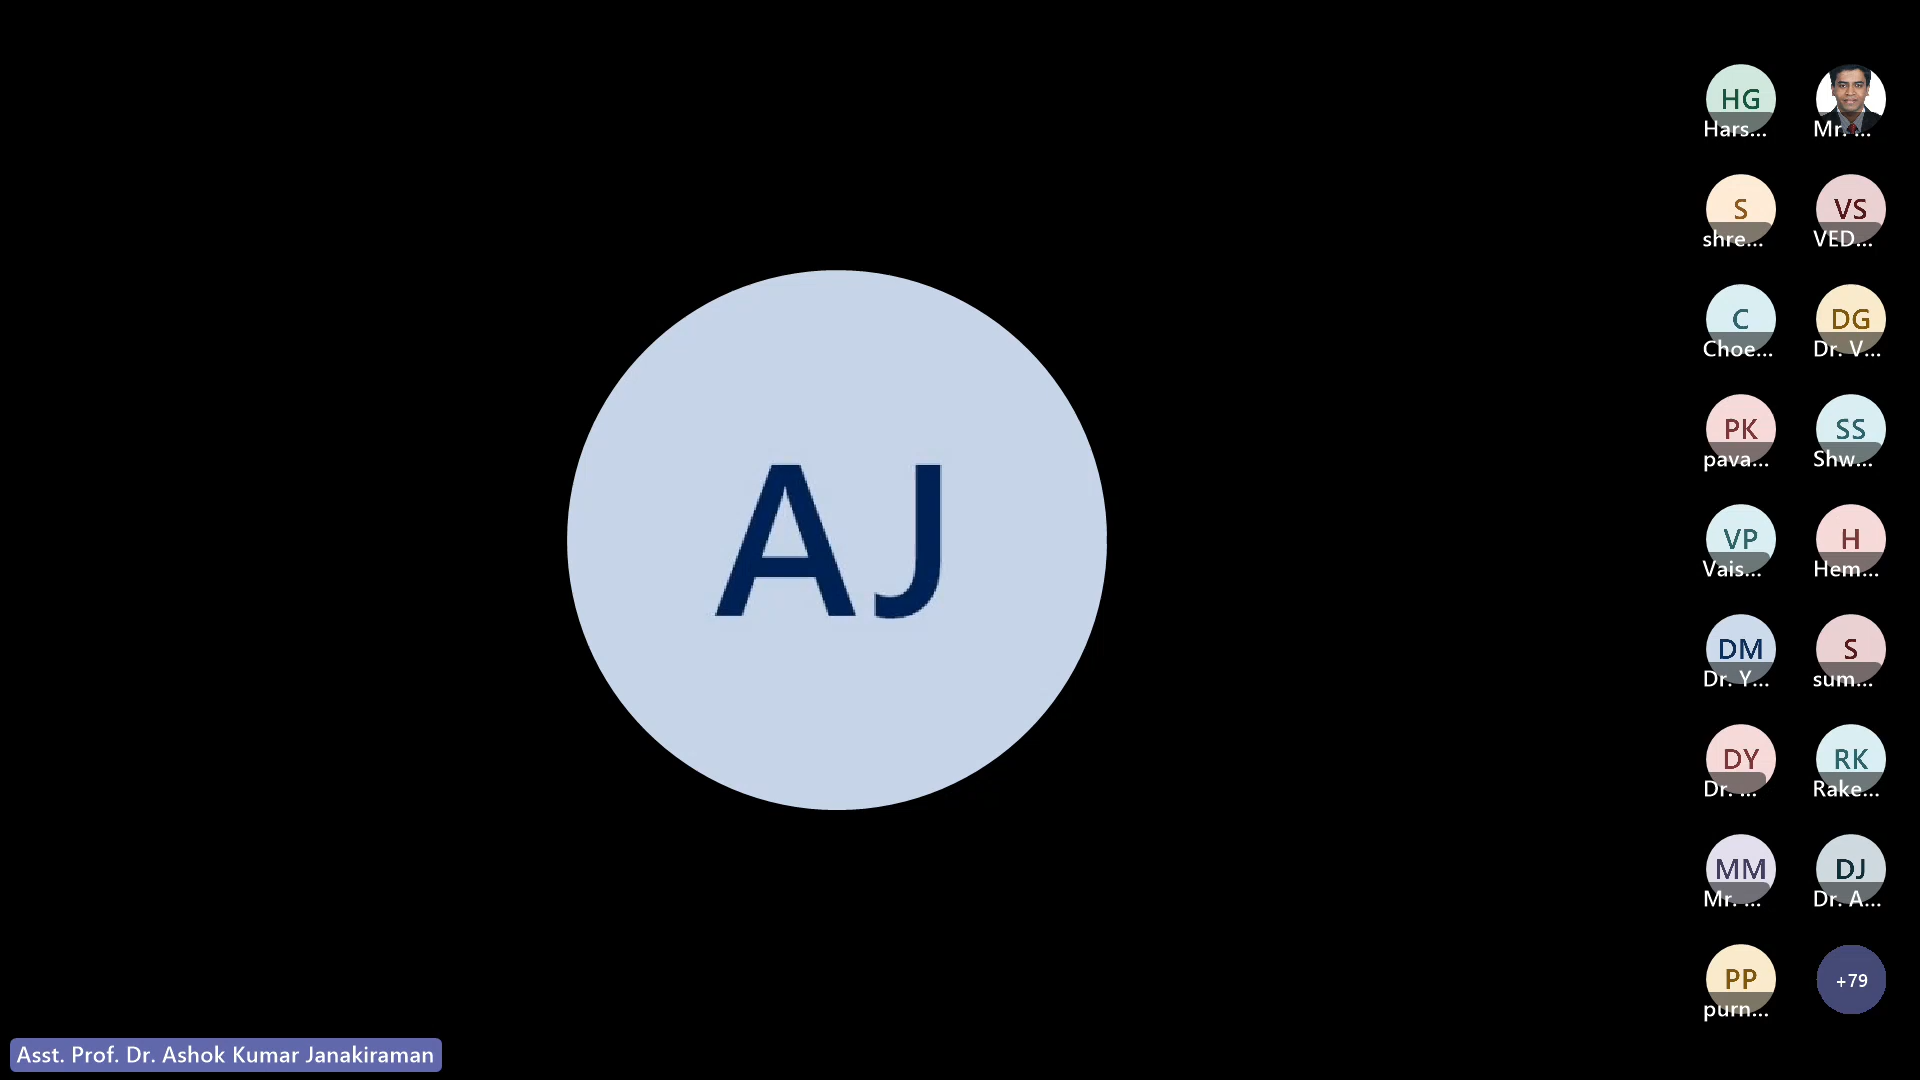 HG
Hars...
Mr. ...
S
shre...
VS
VED...
C
Choe...
DG
Dr. V...
PK
pava...
SS
Shw...
AJ
VP
Vais...
H
Hem...
DM
Dr. Y...
S
sum...
DY
Dr. ...
RK
Rake...
MM
Mr. ...
DJ
Dr. A...
PP
purn...
+79
Asst. Prof. Dr. Ashok Kumar Janakiraman